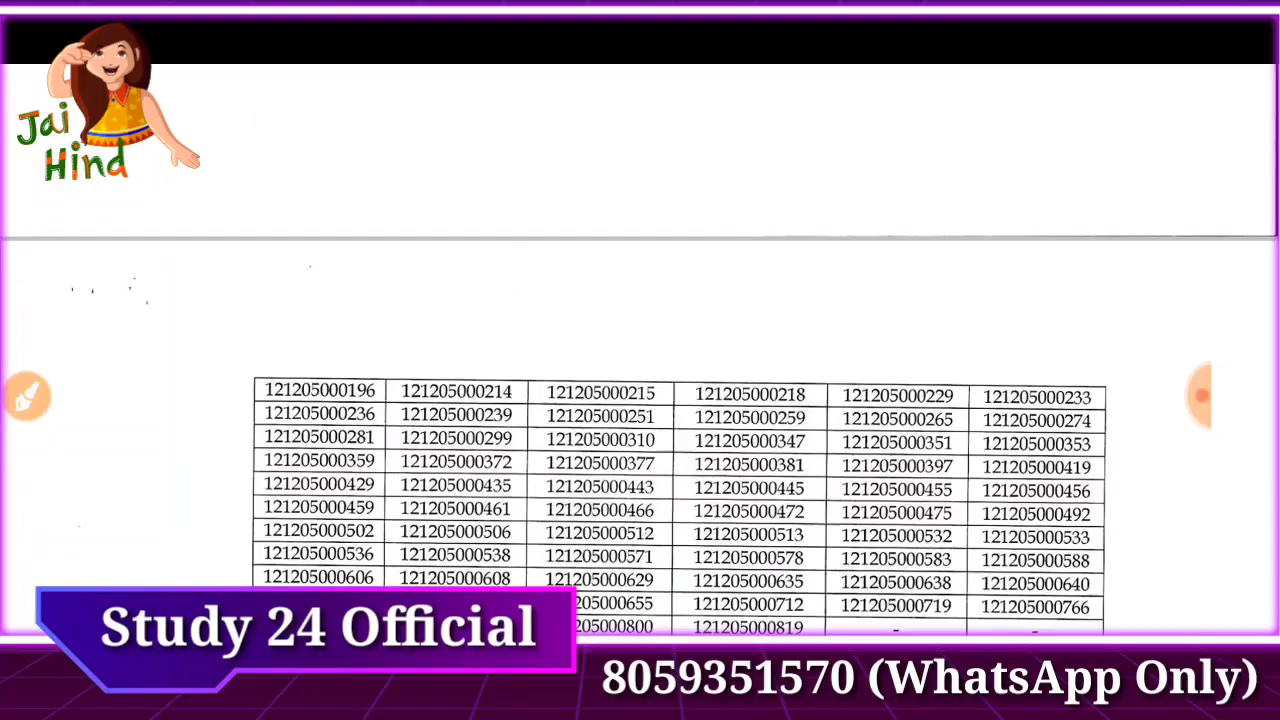 Jai
Hind
121205000196 121205000214 121205000215 121205000218 121205000229 121205000233
121205000236 121205000239 121205000251 121205000259 121205000265 121205000274
121205000281 121205000299 121205000310 121205000347 121205000351 121205000353
121205000359 121205000372 121205000377 121205000381 121205000397 121205000419
121205000429 121205000435 121205000443 121205000445 121205000455 121205000456
121205000459 121205000461 121205000466 121205000472 121205000475 121205000492
121205000502 121205000506 121205000512 121205000513 121205000532 121205000533
121205000536 121205000538 121205000571 121205000578 121205000583 121205000588
121205000606 121205000608 121205000629 121205000635 121205000638 121205000640
05000655 121205000712 121205000719 121205000766
05000800 121205000819 - -
Study 24 Official
8059351570 (WhatsApp Only)